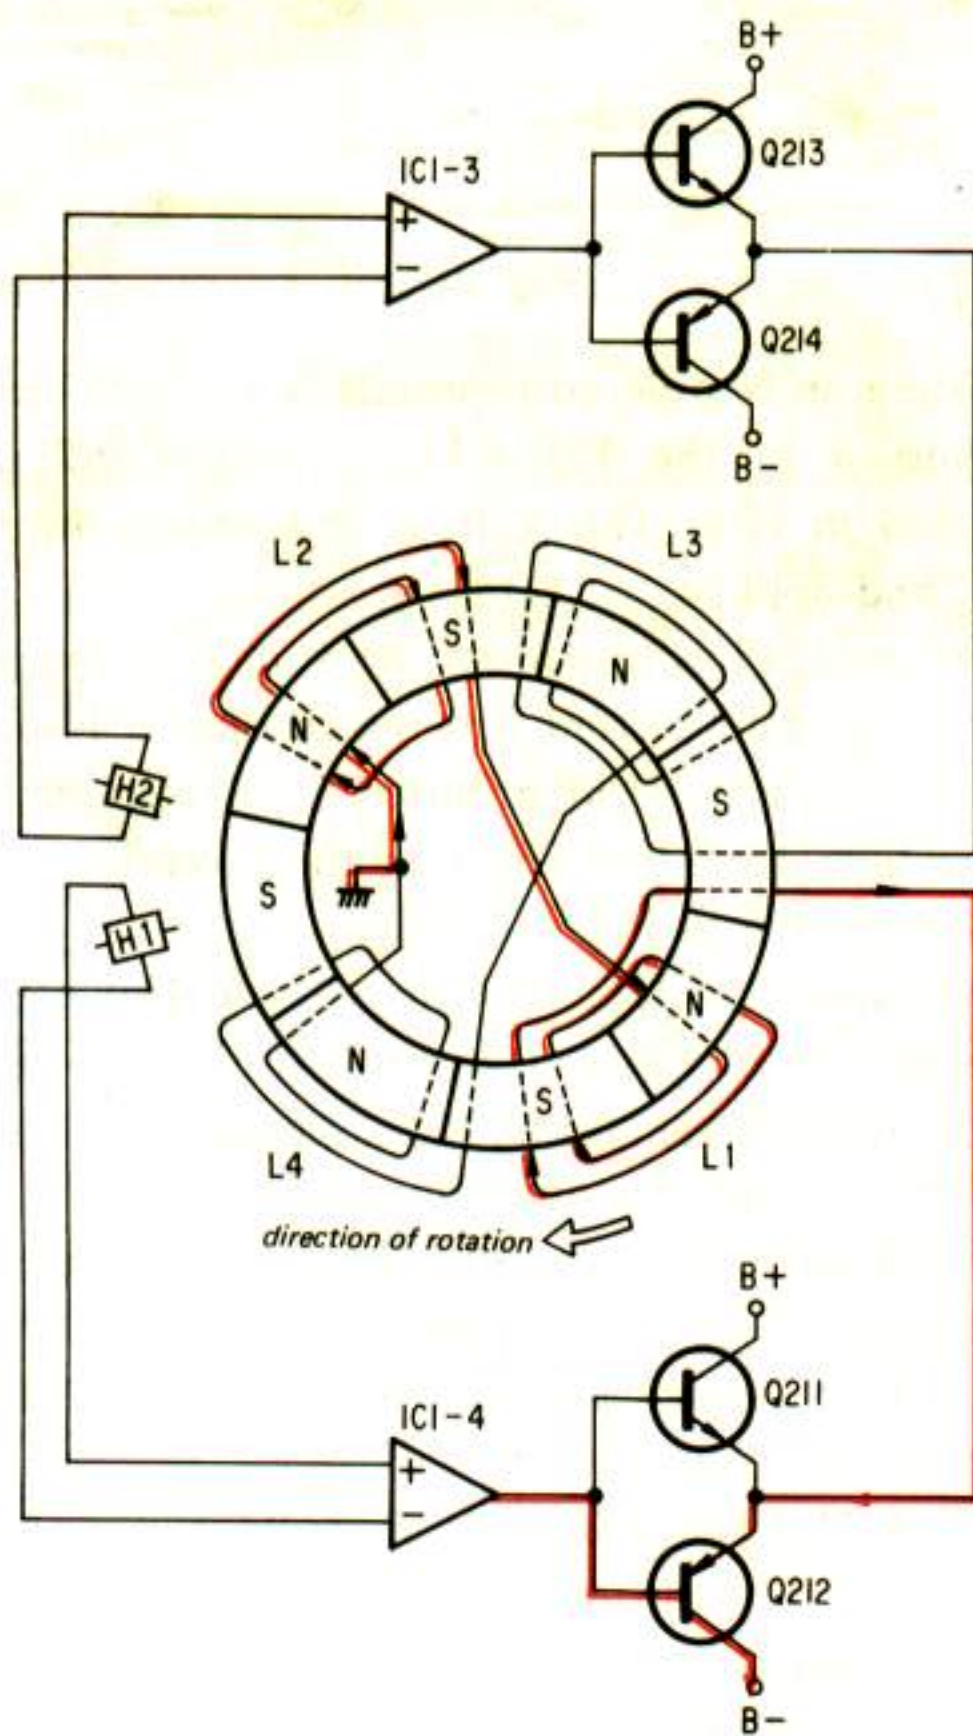 B+
Q213
IC1-3
+
−
Q214
B-
L2
L3
S
N
N
H2
S
S
H1
N
N
S
L4
L1
direction of rotation
B+
Q211
IC1-4
+
−
Q212
B-